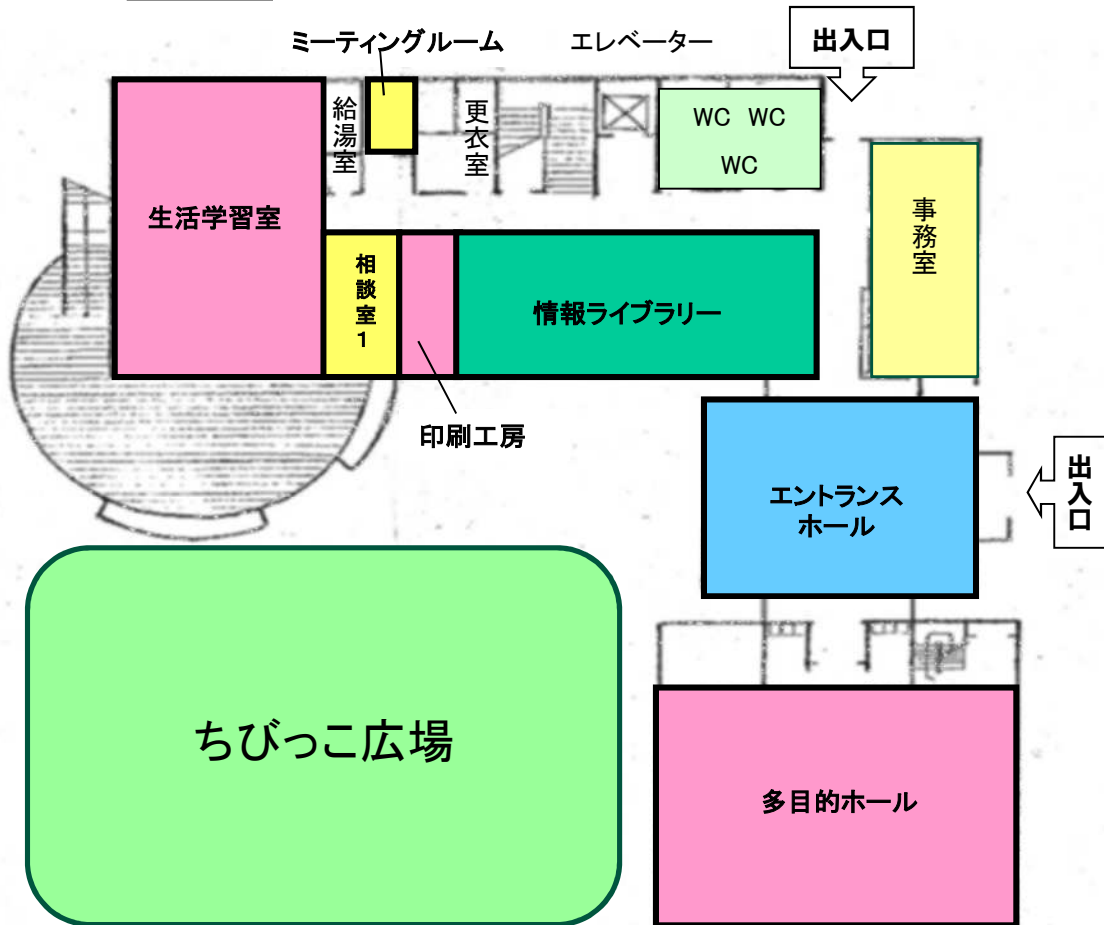 ミーティングルーム
エレベーター
出入口
給湯室
更衣室
WC WC
WC
生活学習室
事務室
相談室1
情報ライブラリー
印刷工房
エントランス
ホール
出入口
ちびっこ広場
多目的ホール